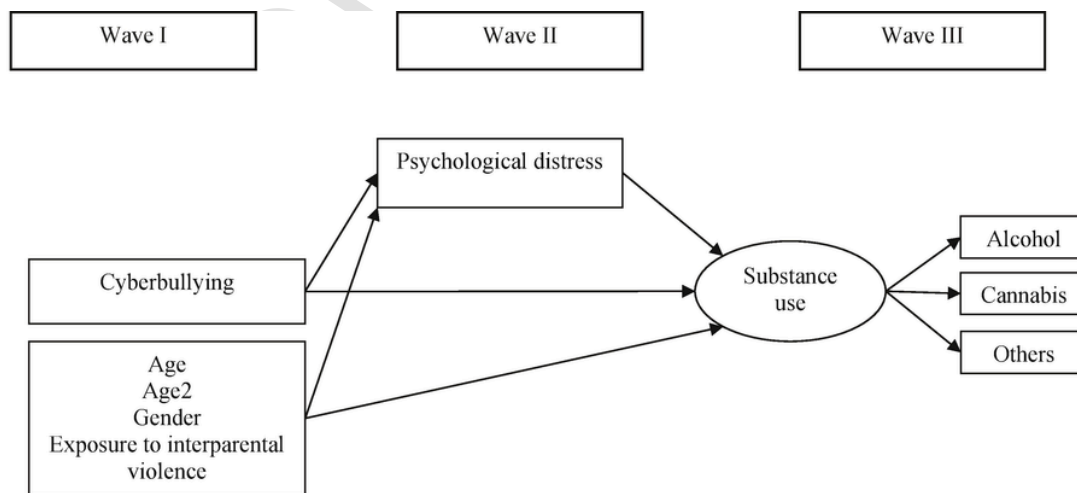 Wave I
Wave II
Wave III
Psychological distress
Cyberbullying
Substance
use
Alcohol
Cannabis
Others
Age
Age2
Gender
Exposure to interparental
violence